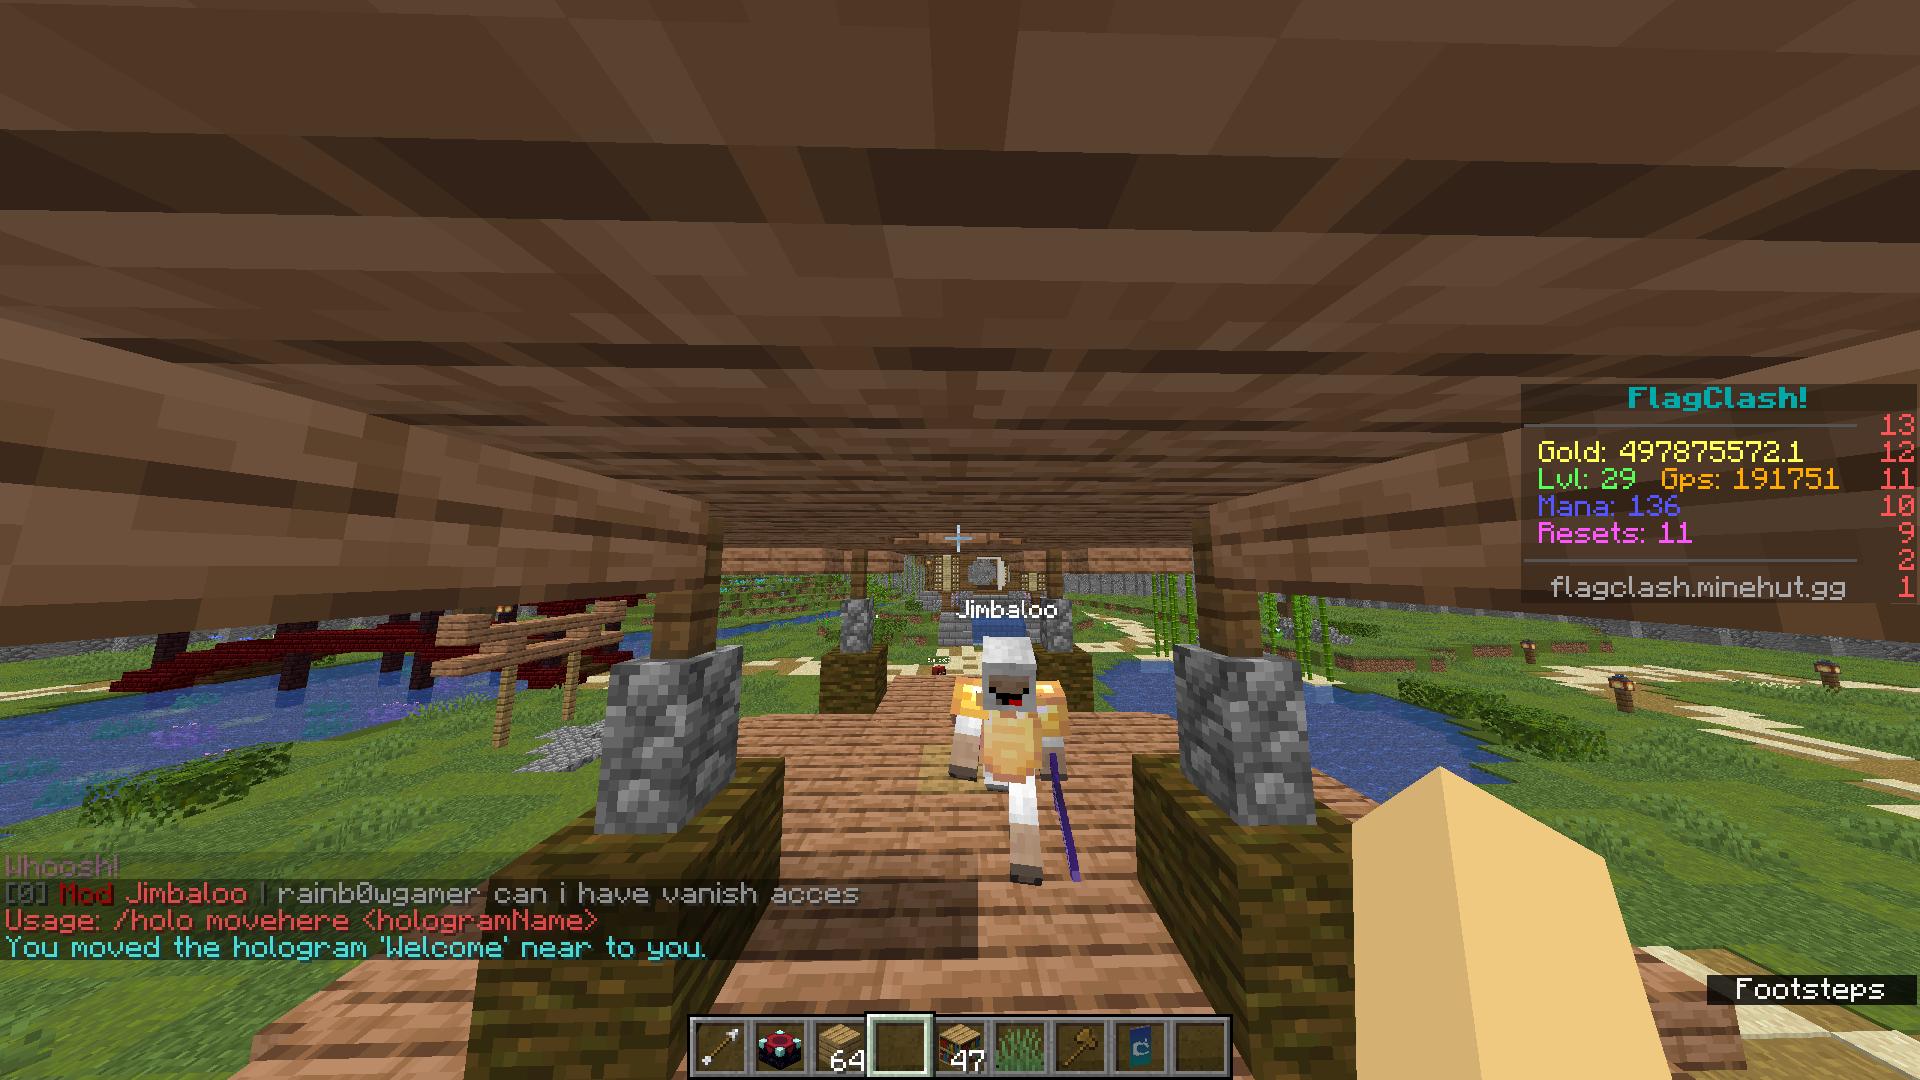 FlagClash!
13
Gold: 497875572.1 12
Lvl: 29 Gps: 191751 11
Mana: 136 10
Resets: 11 9
2
flagclash.minehut.gg 1
Jimbaloo
Whoosh!
[0] Mod Jimbaloo | rainb0wgamer can i have vanish acces
Usage: /holo movehere <hologramName>
You moved the hologram 'Welcome' near to you.
Footsteps
64 47